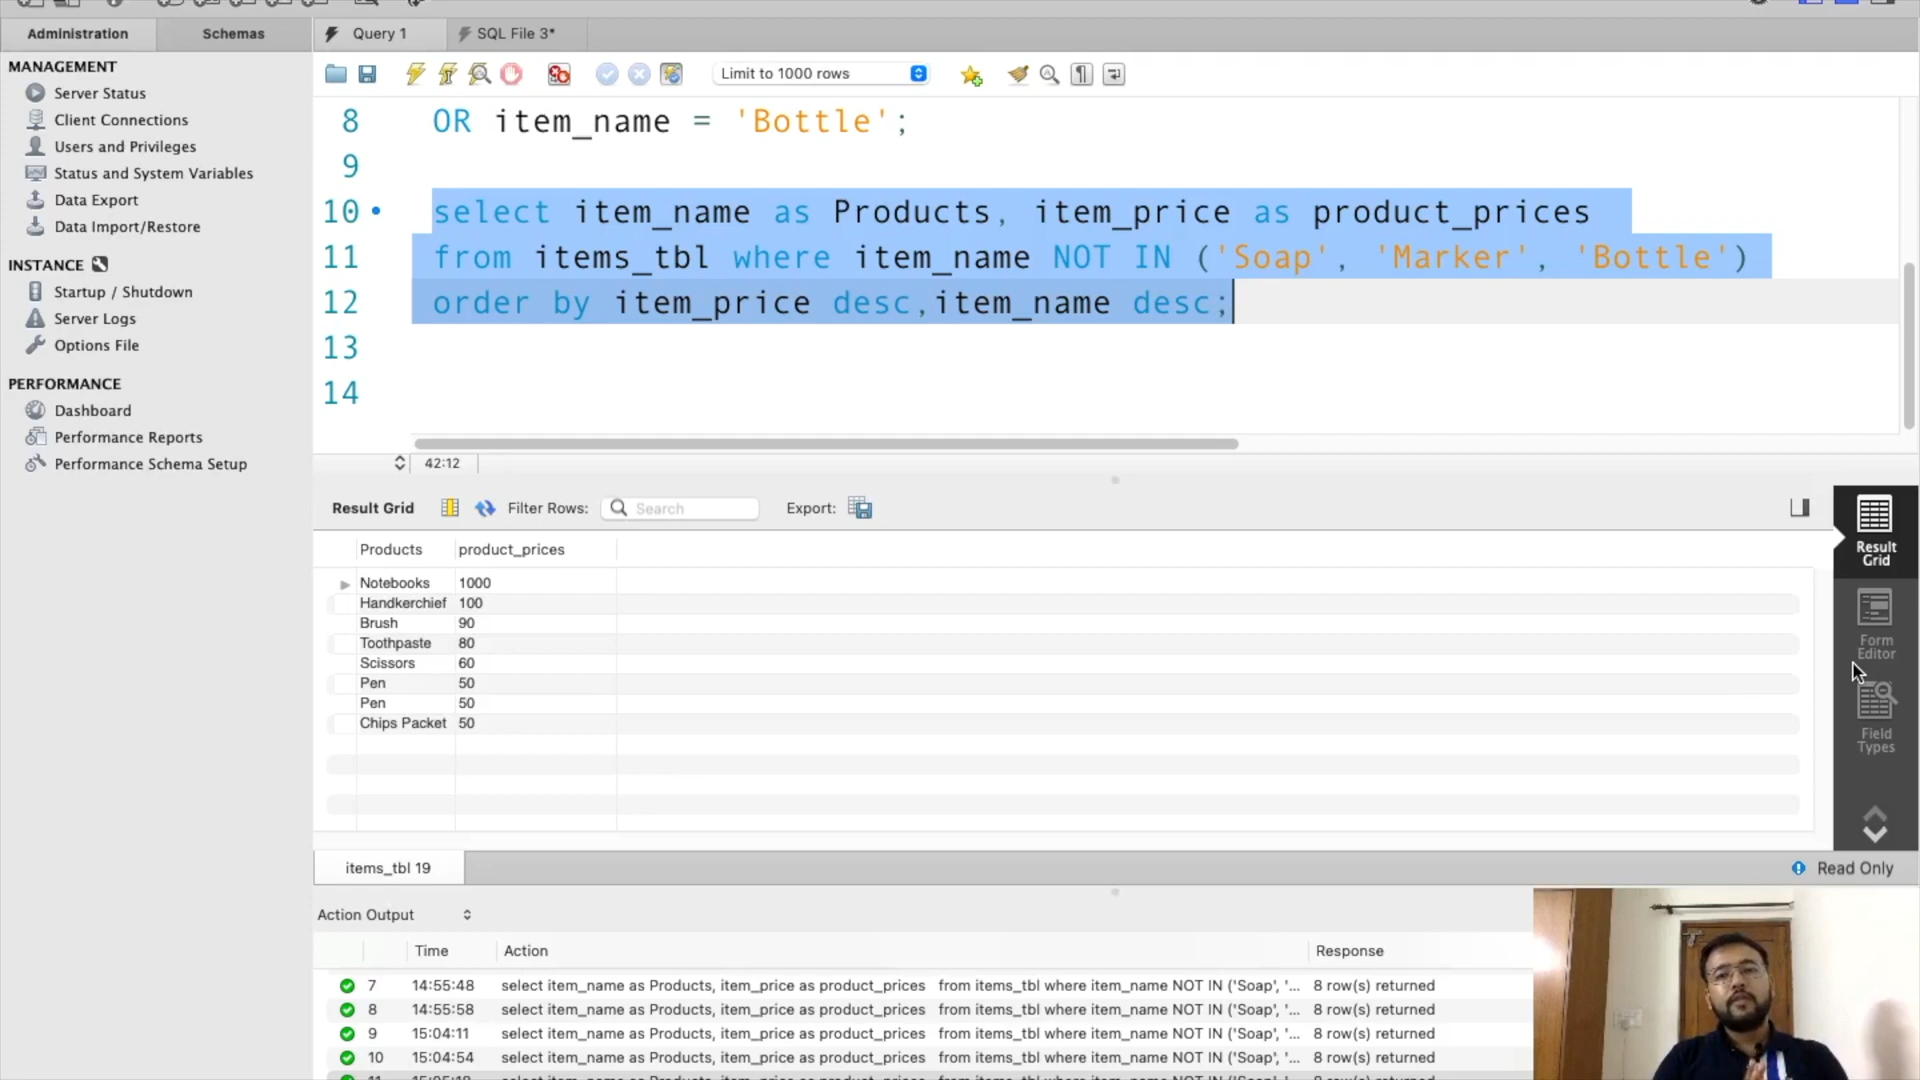 Administration
Schemas
Query 1
SQL File 3*
MANAGEMENT
Server Status
Client Connections
Users and Privileges
Status and System Variables
Data Export
Data Import/Restore
INSTANCE
Startup / Shutdown
Server Logs
Options File
PERFORMANCE
Dashboard
Performance Reports
Performance Schema Setup
Limit to 1000 rows
8 OR item_name = 'Bottle';
9
10 select item_name as Products, item_price as product_prices
11 from items_tbl where item_name NOT IN ('Soap', 'Marker', 'Bottle')
12 order by item_price desc,item_name desc;
13
14
42:12
Result Grid Filter Rows: Search Export:
Products product_prices
Notebooks 1000
Handkerchief 100
Brush 90
Toothpaste 80
Scissors 60
Pen 50
Pen 50
Chips Packet 50
Result
Grid
Form
Editor
Field
Types
items_tbl 19
Read Only
Action Output
Time Action Response
7 14:55:48 select item_name as Products, item_price as product_prices from items_tbl where item_name NOT IN ('Soap', '... 8 row(s) returned
8 14:55:58 select item_name as Products, item_price as product_prices from items_tbl where item_name NOT IN ('Soap', '... 8 row(s) returned
9 15:04:11 select item_name as Products, item_price as product_prices from items_tbl where item_name NOT IN ('Soap', '... 8 row(s) returned
10 15:04:54 select item_name as Products, item_price as product_prices from items_tbl where item_name NOT IN ('Soap', '... 8 row(s) returned